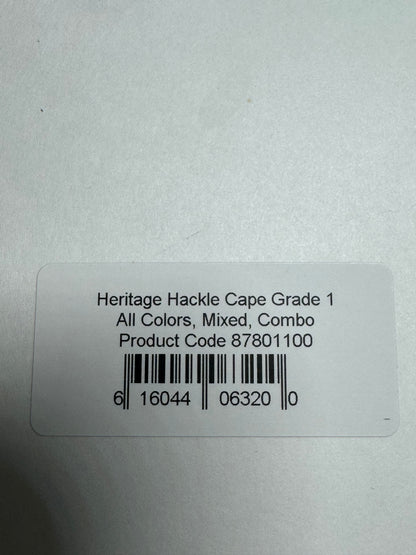 Heritage Hackle Cape Grade 1
All Colors, Mixed, Combo
Product Code 87801100
6 16044 06320 0